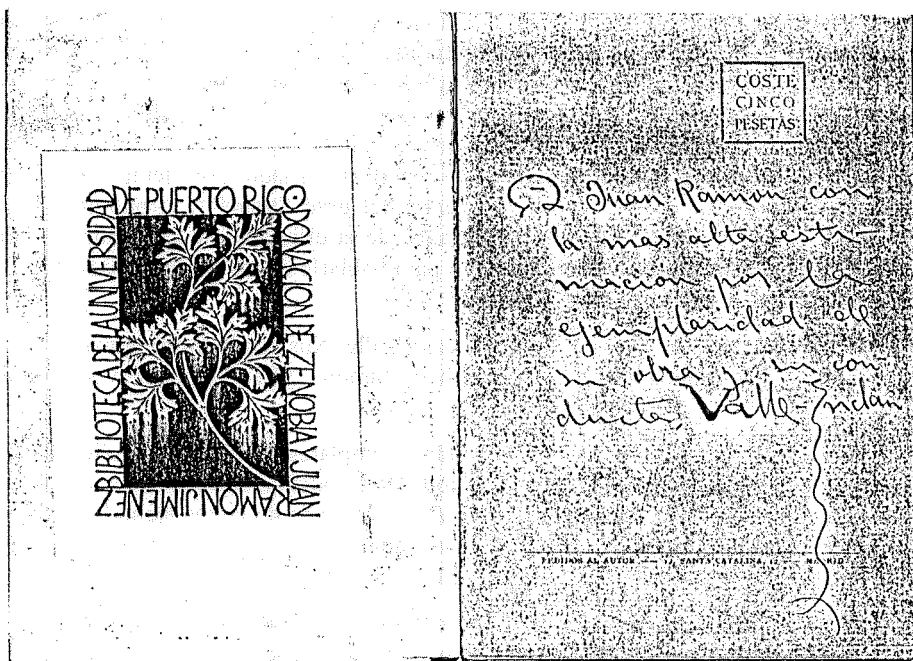 BIBLIOTECA DE LA UNIVERSIDAD
DE PUERTO RICO·
DONACION DE ZENOBIA Y JUAN
RAMON JIMENEZ
COSTE
CINCO
PESETAS
A Juan Ramon con
la mas alta esti-
macion por la
ejemplaridad de
su obra y su con
ducta, Valle-Inclan
PEDIDOS AL AUTOR — SANTA CATALINA, 12 — MADRID